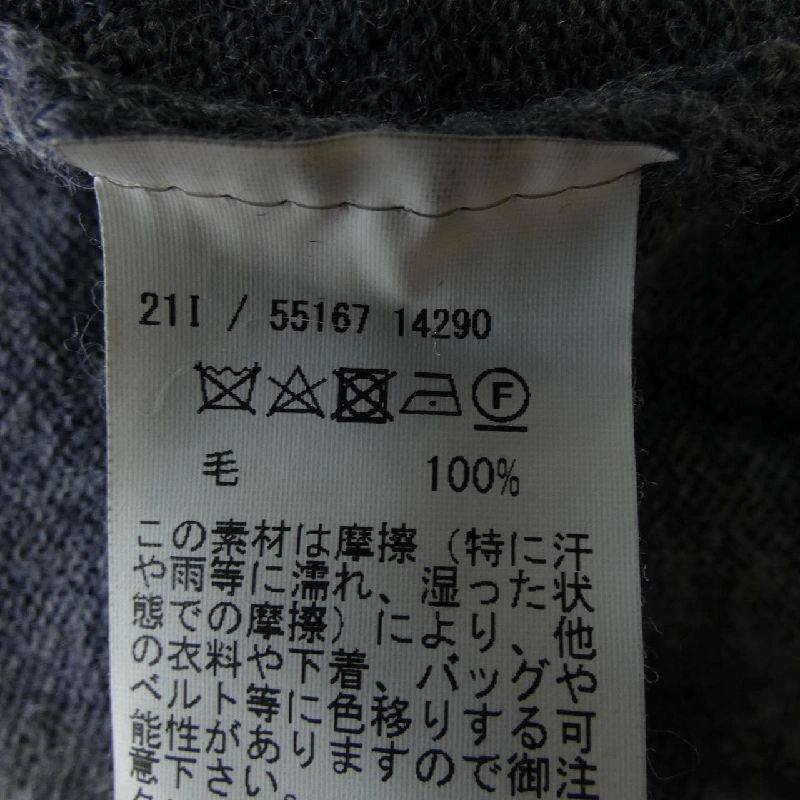 21I / 55167 14290
F
毛 100%
この素材は摩擦（特に汗
や雨等に濡れ、湿った状
態での摩擦）により、他
の衣料や下着、バッグや
ベルト等に色移りする可
能性がありますので御注
意下さい。